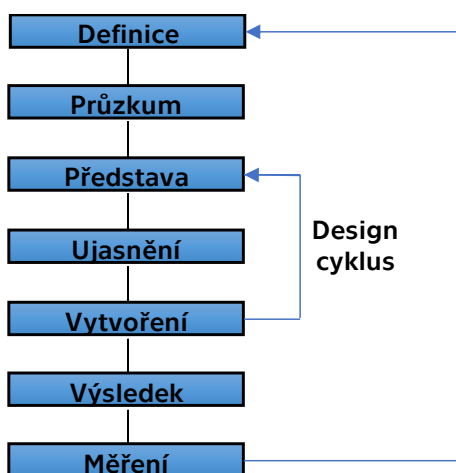 Definice
Průzkum
Představa
Ujasnění
Design
cyklus
Vytvoření
Výsledek
Měření